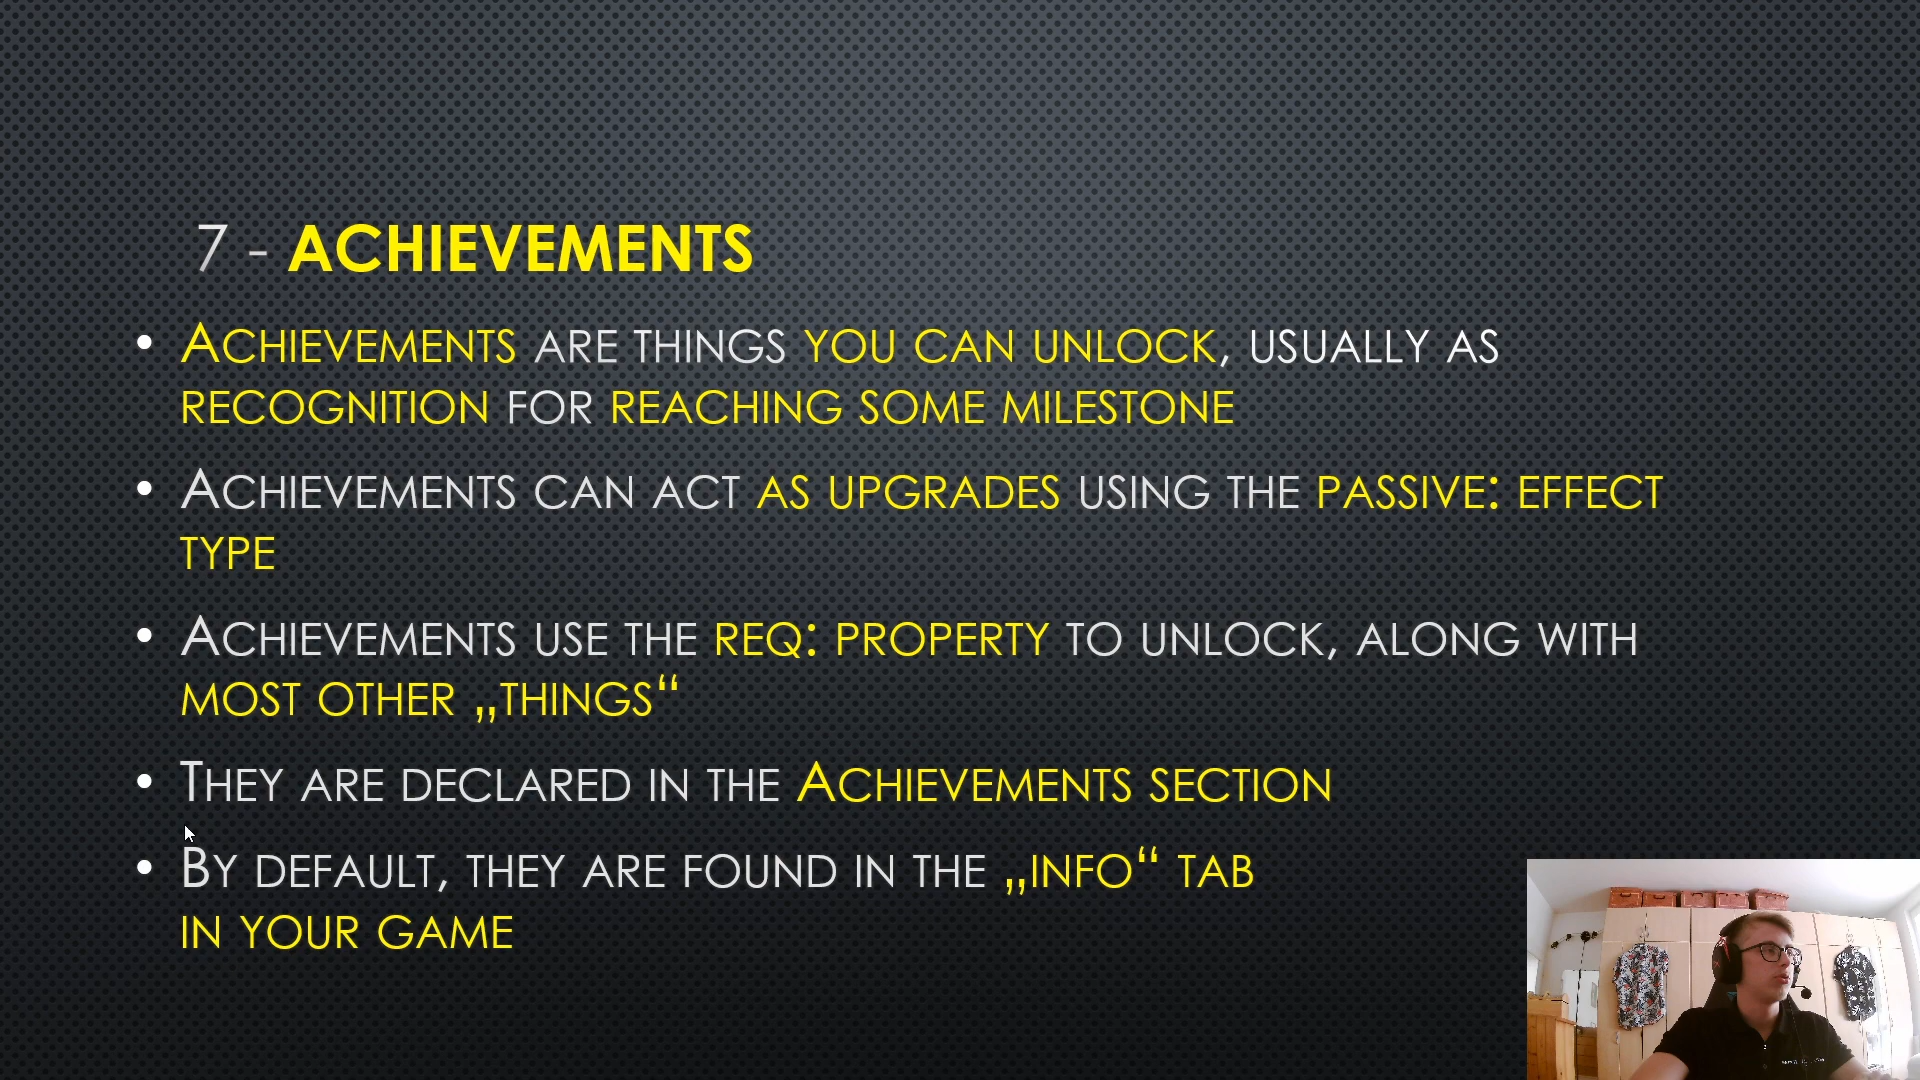 7 - ACHIEVEMENTS
• ACHIEVEMENTS ARE THINGS YOU CAN UNLOCK, USUALLY AS
RECOGNITION FOR REACHING SOME MILESTONE
• ACHIEVEMENTS CAN ACT AS UPGRADES USING THE PASSIVE: EFFECT
TYPE
• ACHIEVEMENTS USE THE REQ: PROPERTY TO UNLOCK, ALONG WITH
MOST OTHER „THINGS“
• THEY ARE DECLARED IN THE ACHIEVEMENTS SECTION
• BY DEFAULT, THEY ARE FOUND IN THE „INFO“ TAB
IN YOUR GAME